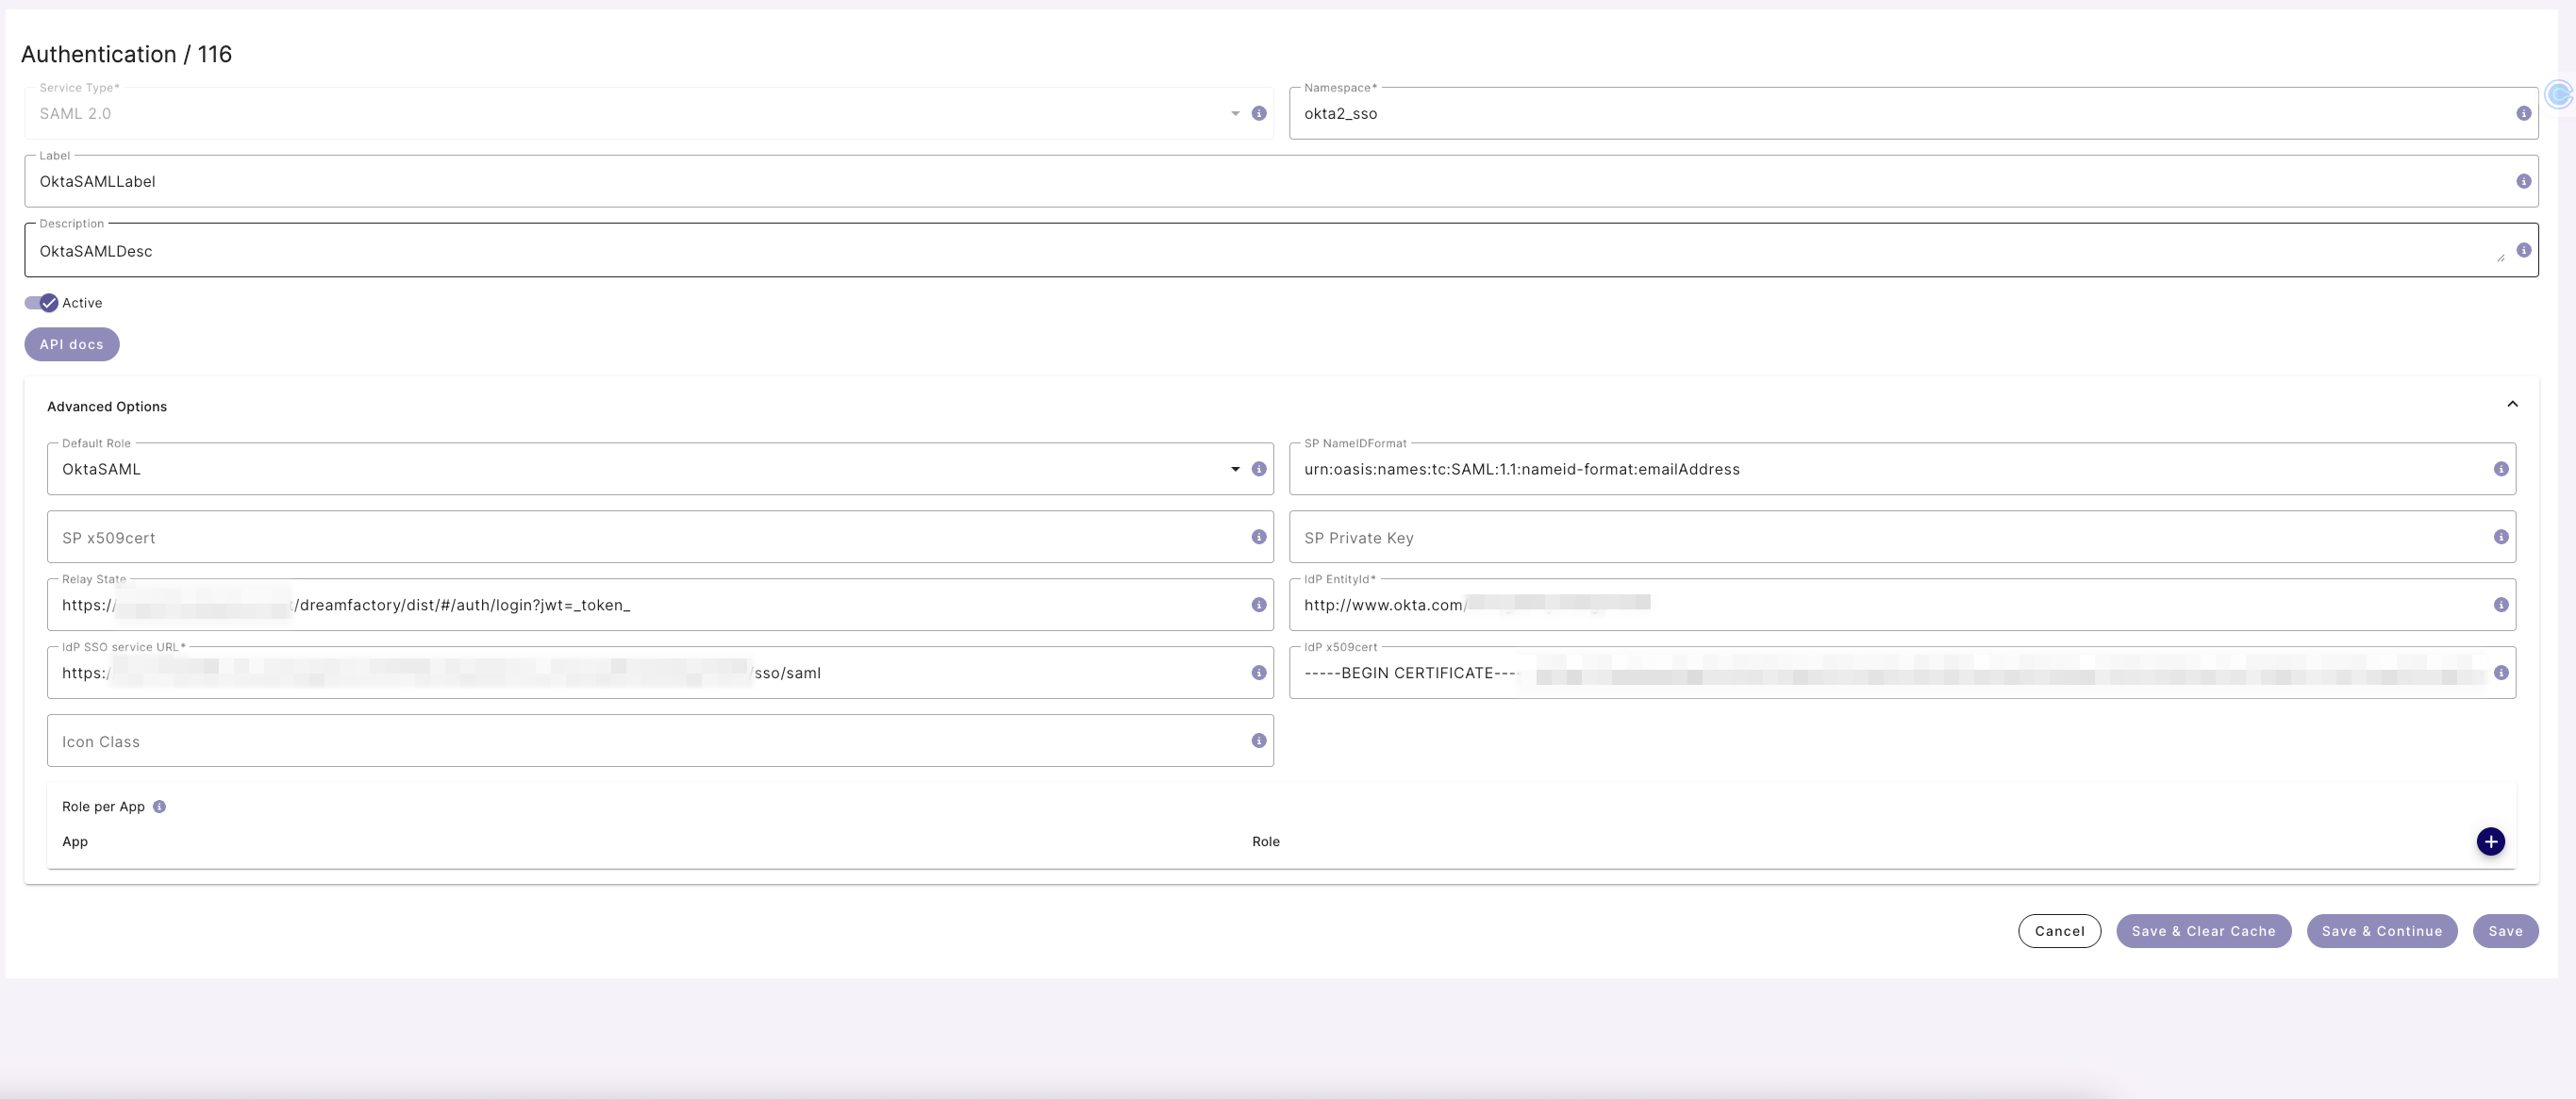 Authentication / 116
Service Type*
SAML 2.0
Namespace*
okta2_sso
Label
OktaSAMLLabel
Description
OktaSAMLDesc
Active
API docs
Advanced Options
Default Role
OktaSAML
SP NameIDFormat
urn:oasis:names:tc:SAML:1.1:nameid-format:emailAddress
SP x509cert
SP Private Key
Relay State
https:// /dreamfactory/dist/#/auth/login?jwt=_token_
IdP EntityId*
http://www.okta.com/
IdP SSO service URL*
https:/ /sso/saml
IdP x509cert
-----BEGIN CERTIFICATE----
Icon Class
Role per App
App
Role
Cancel
Save & Clear Cache
Save & Continue
Save